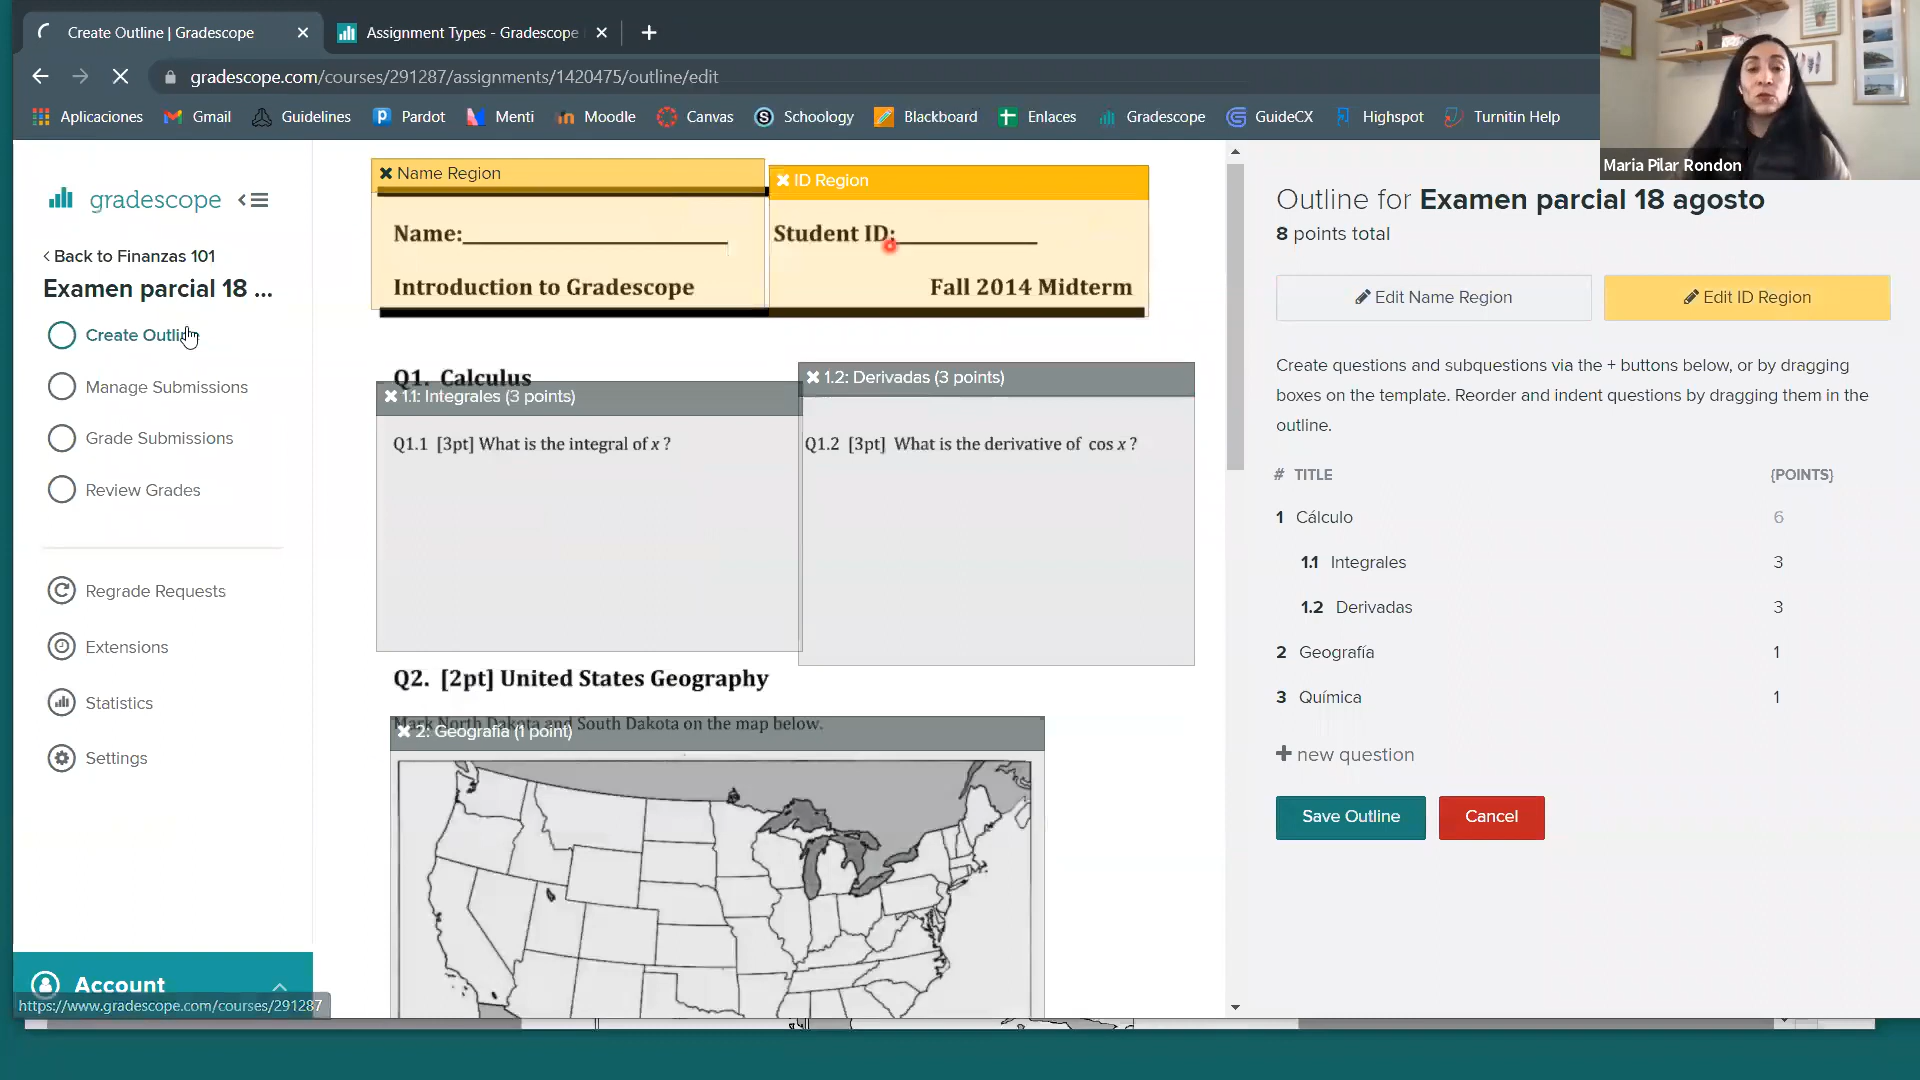 Create Outline | Gradescope
Assignment Types - Gradescope
gradescope.com/courses/291287/assignments/1420475/outline/edit
Aplicaciones Gmail Guidelines Pardot Menti Moodle Canvas Schoology Blackboard Enlaces Gradescope GuideCX Highspot Turnitin Help
Maria Pilar Rondon
gradescope
Back to Finanzas 101
Examen parcial 18 ...
Create Outlin
Manage Submissions
Grade Submissions
Review Grades
Regrade Requests
Extensions
Statistics
Settings
Account
https://www.gradescope.com/courses/291287
Name Region
ID Region
Name:
Student ID:
Introduction to Gradescope
Fall 2014 Midterm
Q1. Calculus
1.1: Integrales (3 points)
1.2: Derivadas (3 points)
Q1.1 [3pt] What is the integral of x ?
Q1.2 [3pt] What is the derivative of cos x ?
Q2. [2pt] United States Geography
Mark North Dakota and South Dakota on the map below.
2: Geografía (1 point)
Outline for Examen parcial 18 agosto
8 points total
Edit Name Region
Edit ID Region
Create questions and subquestions via the + buttons below, or by dragging
boxes on the template. Reorder and indent questions by dragging them in the
outline.
# TITLE {POINTS}
1 Cálculo 6
1.1 Integrales 3
1.2 Derivadas 3
2 Geografía 1
3 Química 1
+ new question
Save Outline
Cancel